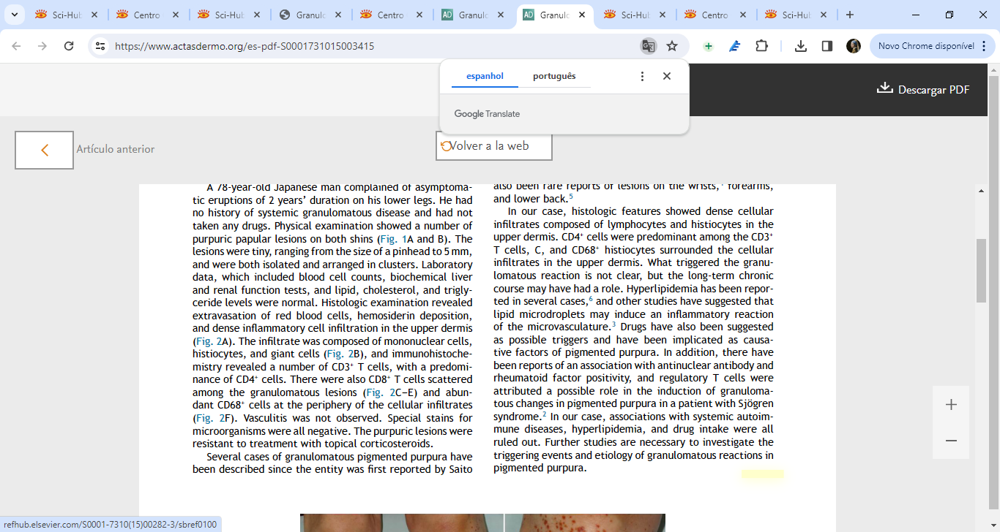 Sci-Hub
Centro
Sci-Hub
Granulo
Centro
Granulo
Granulo
Sci-Hub
Centro
Sci-Hub
https://www.actasdermo.org/es-pdf-S0001731015003415
Novo Chrome disponível
espanhol
português
Google Translate
Descargar PDF
Artículo anterior
Volver a la web
A 78-year-old Japanese man complained of asymptoma-
tic eruptions of 2 years’ duration on his lower legs. He had
no history of systemic granulomatous disease and had not
taken any drugs. Physical examination showed a number of
purpuric papular lesions on both shins (Fig. 1A and B). The
lesions were tiny, ranging from the size of a pinhead to 5 mm,
and were both isolated and arranged in clusters. Laboratory
data, which included blood cell counts, biochemical liver
and renal function tests, and lipid, cholesterol, and trigly-
ceride levels were normal. Histologic examination revealed
extravasation of red blood cells, hemosiderin deposition,
and dense inflammatory cell infiltration in the upper dermis
(Fig. 2A). The infiltrate was composed of mononuclear cells,
histiocytes, and giant cells (Fig. 2B), and immunohistoche-
mistry revealed a number of CD3⁺ T cells, with a predomi-
nance of CD4⁺ cells. There were also CD8⁺ T cells scattered
among the granulomatous lesions (Fig. 2C–E) and abun-
dant CD68⁺ cells at the periphery of the cellular infiltrates
(Fig. 2F). Vasculitis was not observed. Special stains for
microorganisms were all negative. The purpuric lesions were
resistant to treatment with topical corticosteroids.
Several cases of granulomatous pigmented purpura have
been described since the entity was first reported by Saito
also been rare reports of lesions on the wrists, forearms,
and lower back.⁵
In our case, histologic features showed dense cellular
infiltrates composed of lymphocytes and histiocytes in the
upper dermis. CD4⁺ cells were predominant among the CD3⁺
T cells, C, and CD68⁺ histiocytes surrounded the cellular
infiltrates in the upper dermis. What triggered the granu-
lomatous reaction is not clear, but the long-term chronic
course may have had a role. Hyperlipidemia has been repor-
ted in several cases,⁶ and other studies have suggested that
lipid microdroplets may induce an inflammatory reaction
of the microvasculature.³ Drugs have also been suggested
as possible triggers and have been implicated as causa-
tive factors of pigmented purpura. In addition, there have
been reports of an association with antinuclear antibody and
rheumatoid factor positivity, and regulatory T cells were
attributed a possible role in the induction of granuloma-
tous changes in pigmented purpura in a patient with Sjögren
syndrome.² In our case, associations with systemic autoim-
mune diseases, hyperlipidemia, and drug intake were all
ruled out. Further studies are necessary to investigate the
triggering events and etiology of granulomatous reactions in
pigmented purpura.
refhub.elsevier.com/S0001-7310(15)00282-3/sbref0100